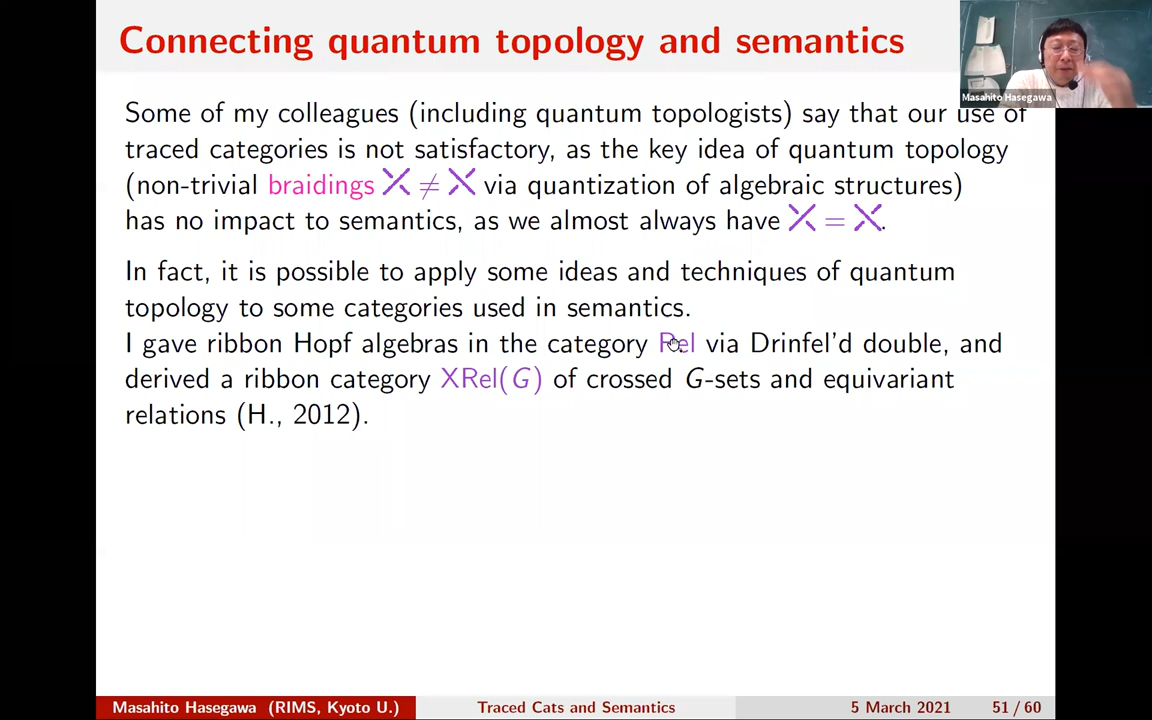 Connecting quantum topology and semantics
Masahito Hasegawa
Some of my colleagues (including quantum topologists) say that our use of
traced categories is not satisfactory, as the key idea of quantum topology
(non-trivial braidings ≠ via quantization of algebraic structures)
has no impact to semantics, as we almost always have = .
In fact, it is possible to apply some ideas and techniques of quantum
topology to some categories used in semantics.
I gave ribbon Hopf algebras in the category Rel via Drinfel'd double, and
derived a ribbon category XRel(G) of crossed G-sets and equivariant
relations (H., 2012).
Masahito Hasegawa (RIMS, Kyoto U.)
Traced Cats and Semantics
5 March 2021
51 / 60